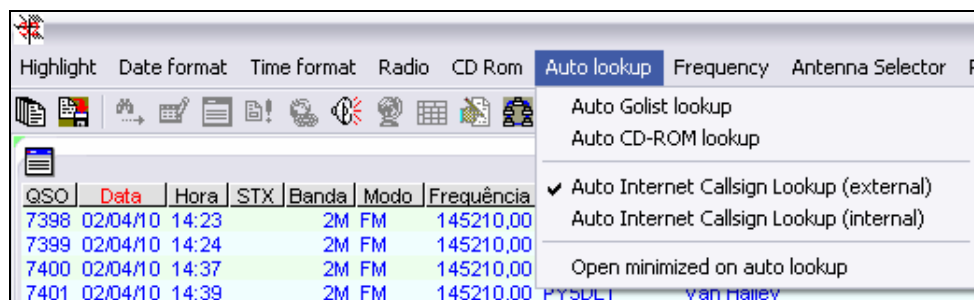 Highlight Date format Time format Radio CD Rom Auto lookup Frequency Antenna Selector
Auto Golist lookup
Auto CD-ROM lookup
✔ Auto Internet Callsign Lookup (external)
Auto Internet Callsign Lookup (internal)
Open minimized on auto lookup
QSO Data Hora STX Banda Modo Frequência
7398 02/04/10 14:23 2M FM 145210,00
7399 02/04/10 14:24 2M FM 145210,00
7400 02/04/10 14:37 2M FM 145210,00
7401 02/04/10 14:39 2M FM 145210,00 PY5DLT Van Halley